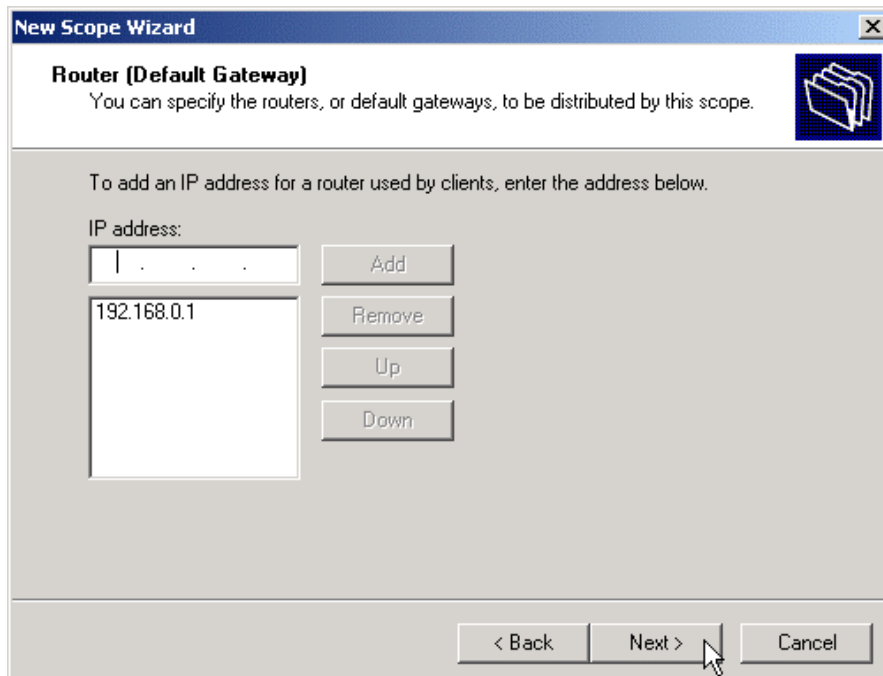 New Scope Wizard
Router (Default Gateway)
You can specify the routers, or default gateways, to be distributed by this scope.
To add an IP address for a router used by clients, enter the address below.
IP address:
. . .
Add
192.168.0.1
Remove
Up
Down
< Back
Next >
Cancel